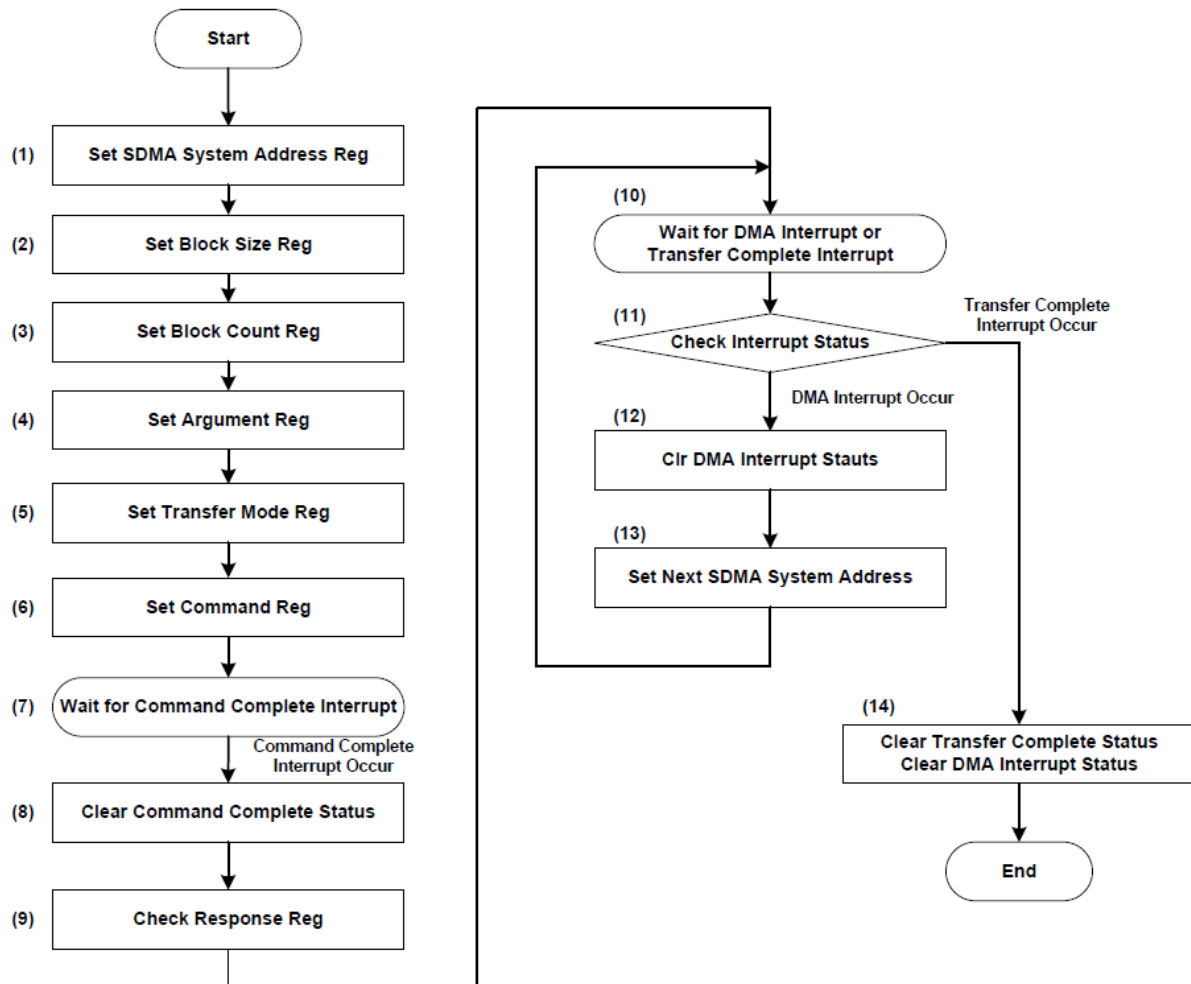 Start
(1)
Set SDMA System Address Reg
(2)
Set Block Size Reg
(3)
Set Block Count Reg
(4)
Set Argument Reg
(5)
Set Transfer Mode Reg
(6)
Set Command Reg
(7)
Wait for Command Complete Interrupt
Command Complete
Interrupt Occur
(8)
Clear Command Complete Status
(9)
Check Response Reg
(10)
Wait for DMA Interrupt or
Transfer Complete Interrupt
(11)
Check Interrupt Status
Transfer Complete
Interrupt Occur
DMA Interrupt Occur
(12)
Clr DMA Interrupt Stauts
(13)
Set Next SDMA System Address
(14)
Clear Transfer Complete Status
Clear DMA Interrupt Status
End